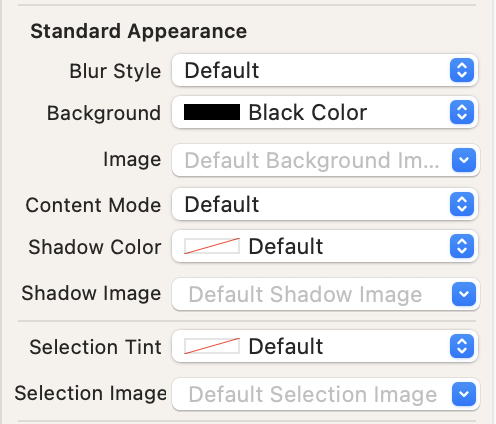 Standard Appearance
Blur Style Default
Background Black Color
Image Default Background Im...
Content Mode Default
Shadow Color Default
Shadow Image Default Shadow Image
Selection Tint Default
Selection Image Default Selection Image